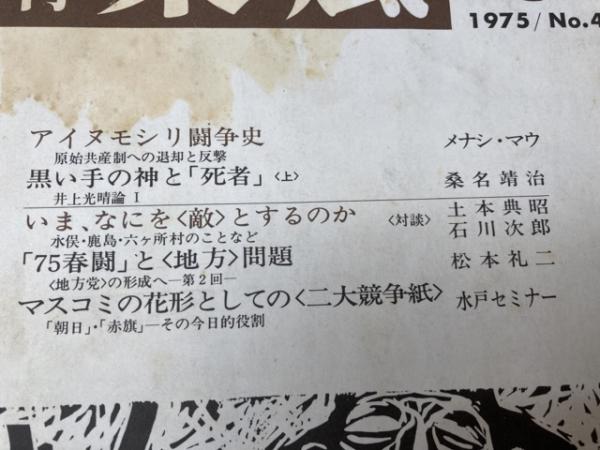 1975/No.4
アイヌモシリ闘争史 メナシ・マウ
原始共産制への退却と反撃
黒い手の神と「死者」〈上〉 桑名靖治
井上光晴論 I
いま、なにを〈敵〉とするのか 〈対談〉 土本典昭
石川次郎
水俣・鹿島・六ヶ所村のことなど
「75春闘」と〈地方〉問題 松本礼二
〈地方党〉の形成へ—第2回—
マスコミの花形としての〈二大競争紙〉 水戸セミナー
「朝日」・「赤旗」—その今日的役割